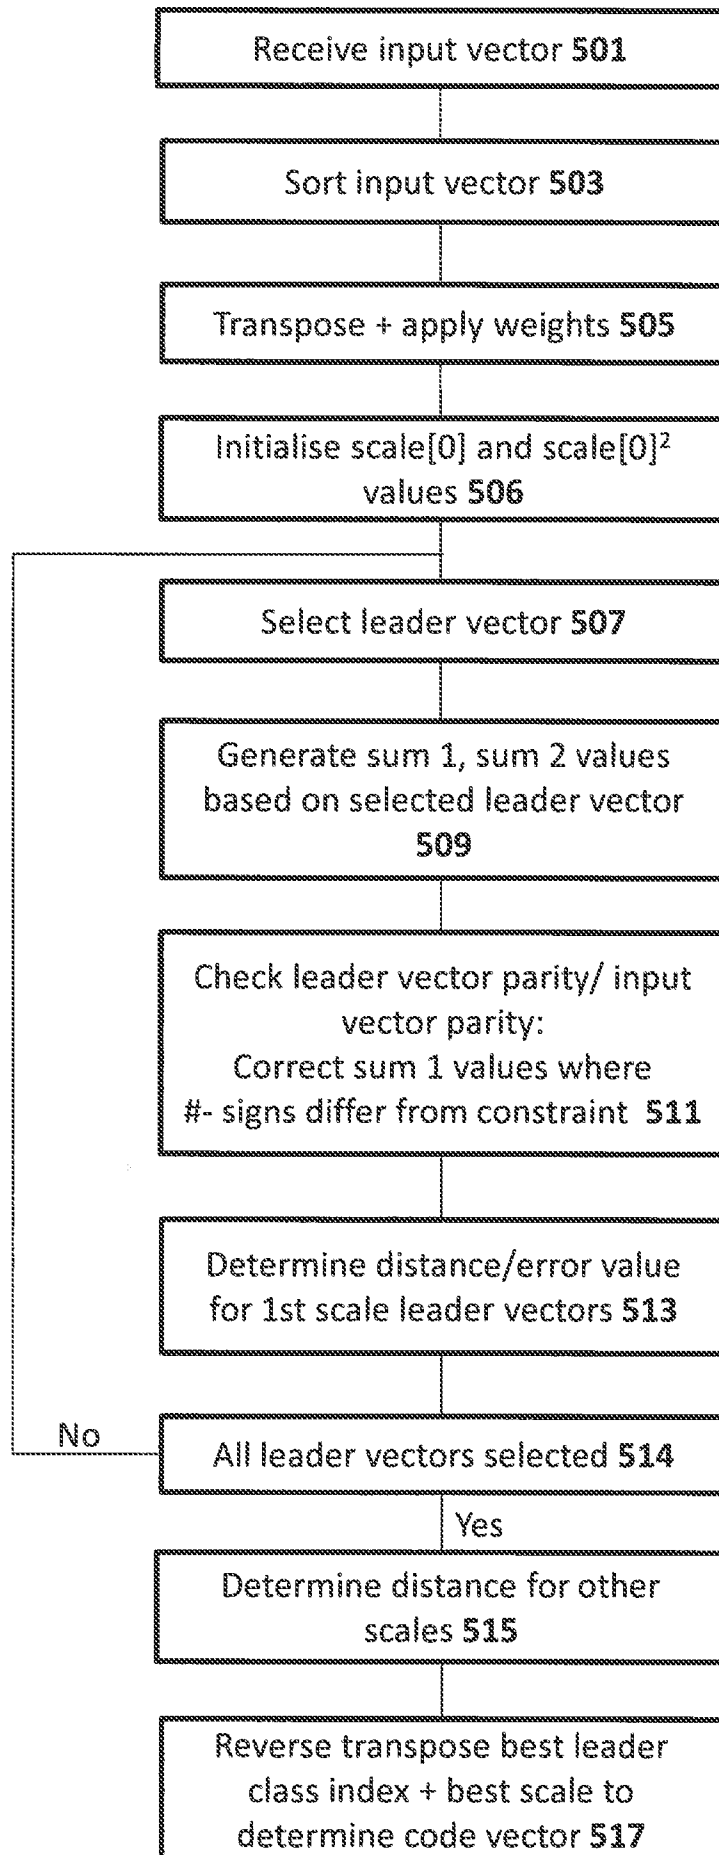 Receive input vector 501
Sort input vector 503
Transpose + apply weights 505
Initialise scale[0] and scale[0]²
values 506
Select leader vector 507
Generate sum 1, sum 2 values
based on selected leader vector
509
Check leader vector parity/ input
vector parity:
Correct sum 1 values where
#- signs differ from constraint 511
Determine distance/error value
for 1st scale leader vectors 513
No
All leader vectors selected 514
Yes
Determine distance for other
scales 515
Reverse transpose best leader
class index + best scale to
determine code vector 517